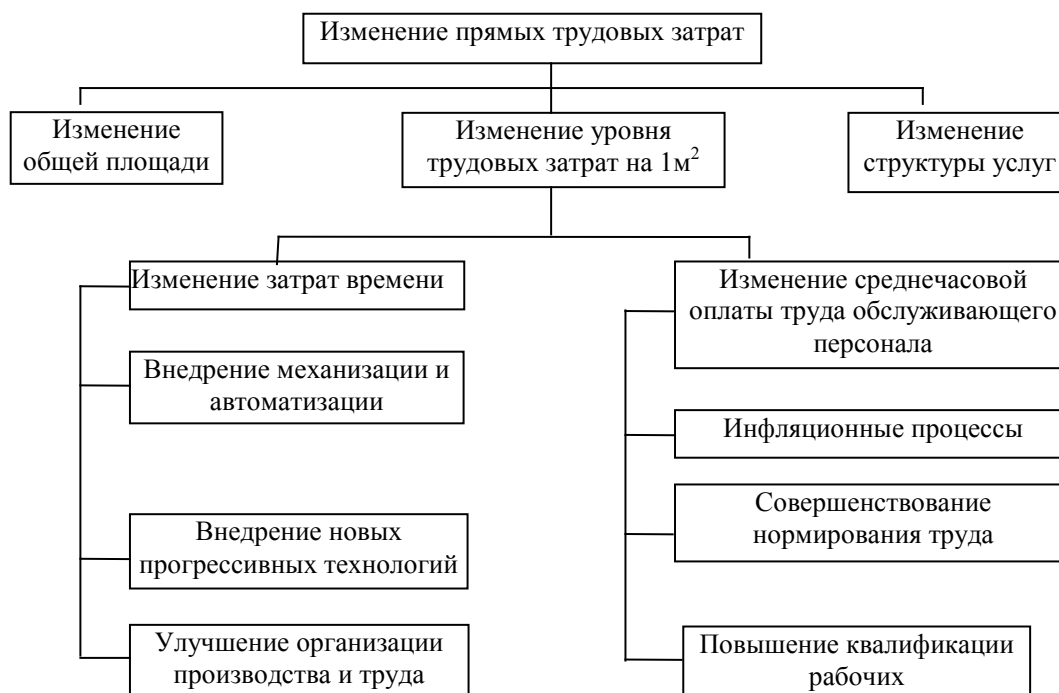 Изменение прямых трудовых затрат
Изменение
общей площади
Изменение уровня
трудовых затрат на 1м²
Изменение
структуры услуг
Изменение затрат времени
Внедрение механизации и
автоматизации
Внедрение новых
прогрессивных технологий
Улучшение организации
производства и труда
Изменение среднечасовой
оплаты труда обслуживающего
персонала
Инфляционные процессы
Совершенствование
нормирования труда
Повышение квалификации
рабочих